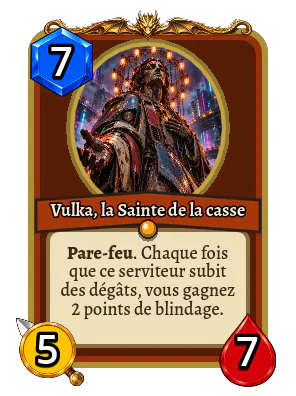 7
Vulka, la Sainte de la casse
Pare-feu. Chaque fois
que ce serviteur subit
des dégâts, vous gagnez
2 points de blindage.
5
7